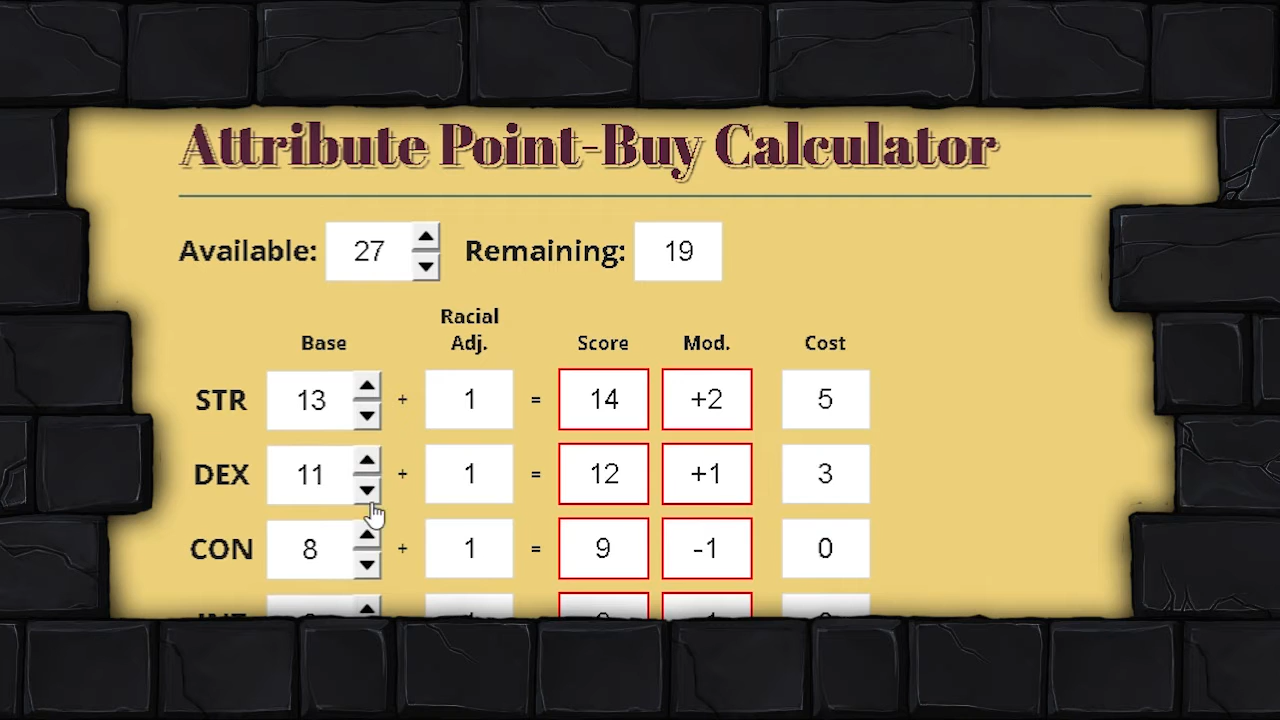 Attribute Point-Buy Calculator
Available: 27 Remaining: 19
Racial
Base Adj. Score Mod. Cost
STR 13 + 1 = 14 +2 5
DEX 11 + 1 = 12 +1 3
CON 8 + 1 = 9 -1 0